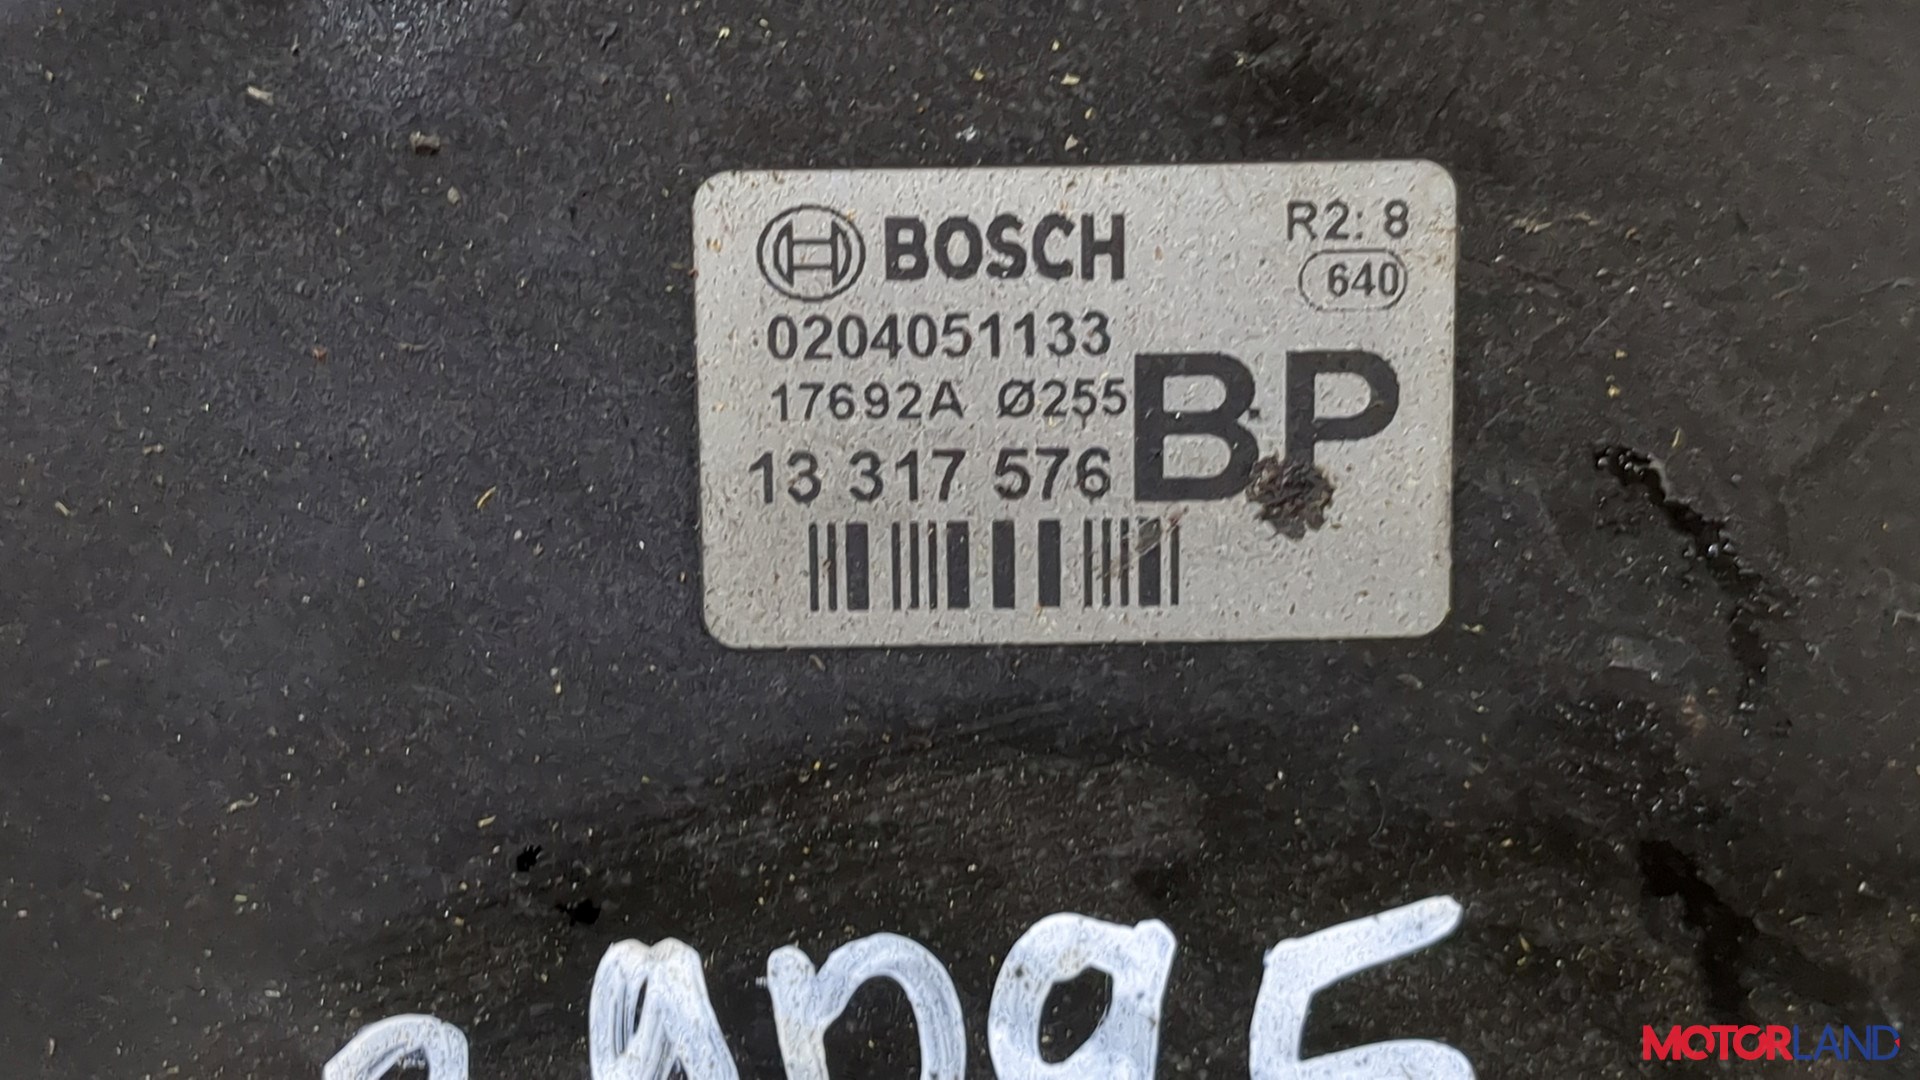 BOSCH
R2: 8
640
0204051133
17692A Ø255
13 317 576
BP
MOTORLAND